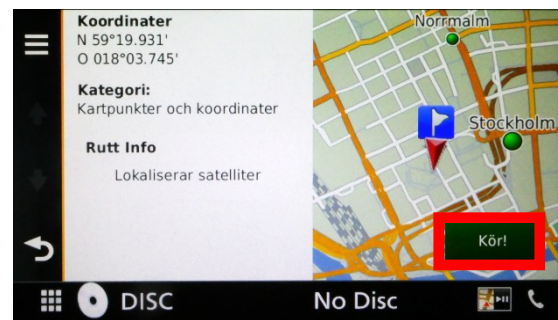 Koordinater
N 59°19.931'
O 018°03.745'
Kategori:
Kartpunkter och koordinater
Rutt Info
Lokaliserar satelliter
Norrmalm
Stockholm
Kör!
DISC
No Disc